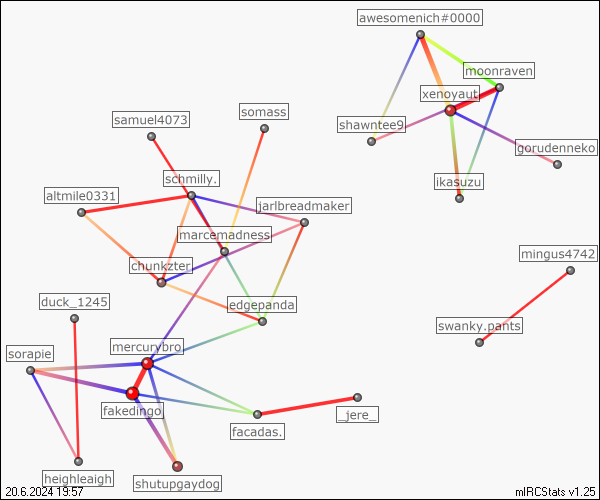 awesomenich#0000
moonraven
xenoyaut.
somass
samuel4073
shawntee9
gorudenneko
schmilly.
ikasuzu
altmile0331
jarlbreadmaker
marcemadness
mingus4742
chunkzter
duck_1245
edgepanda
swanky.pants
mercurybro
sorapie
fakedingo.
_jere_
facadas.
heighleaigh
shutupgaydog
20.6.2024 19:57
mIRCStats v1.25